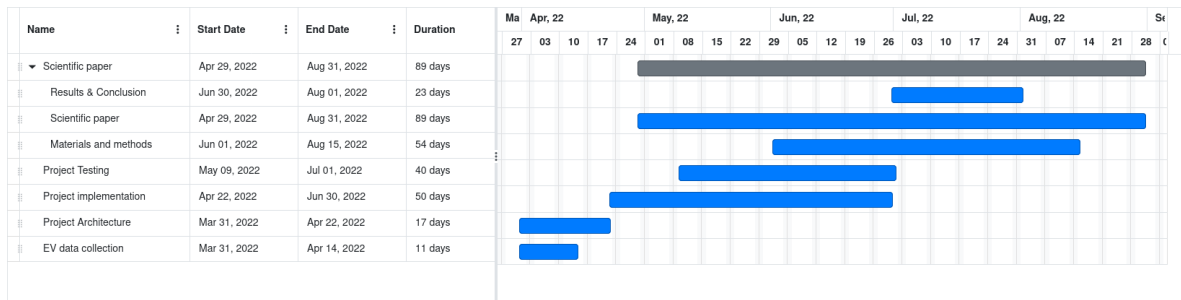 Name Start Date End Date Duration
Ma Apr, 22 May, 22 Jun, 22 Jul, 22 Aug, 22
27 03 10 17 24 01 08 15 22 29 05 12 19 26 03 10 17 24 31 07 14 21 28
Scientific paper Apr 29, 2022 Aug 31, 2022 89 days
Results & Conclusion Jun 30, 2022 Aug 01, 2022 23 days
Scientific paper Apr 29, 2022 Aug 31, 2022 89 days
Materials and methods Jun 01, 2022 Aug 15, 2022 54 days
Project Testing May 09, 2022 Jul 01, 2022 40 days
Project implementation Apr 22, 2022 Jun 30, 2022 50 days
Project Architecture Mar 31, 2022 Apr 22, 2022 17 days
EV data collection Mar 31, 2022 Apr 14, 2022 11 days